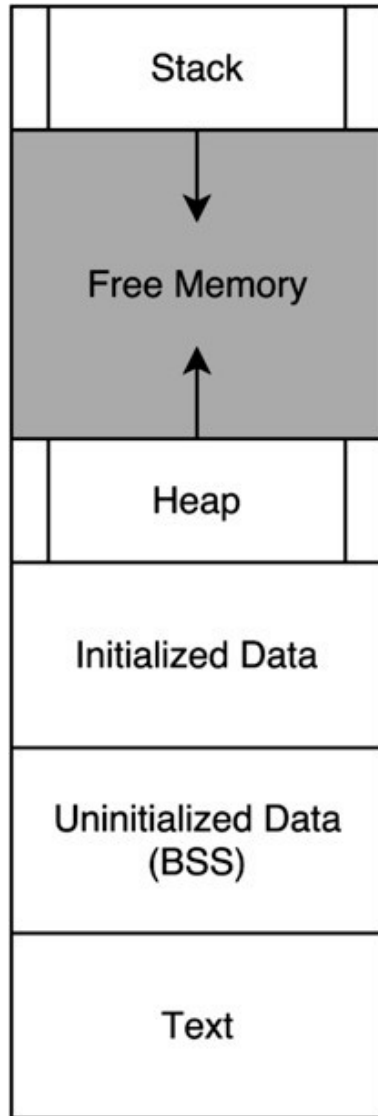 Stack
Free Memory
Heap
Initialized Data
Uninitialized Data
(BSS)
Text